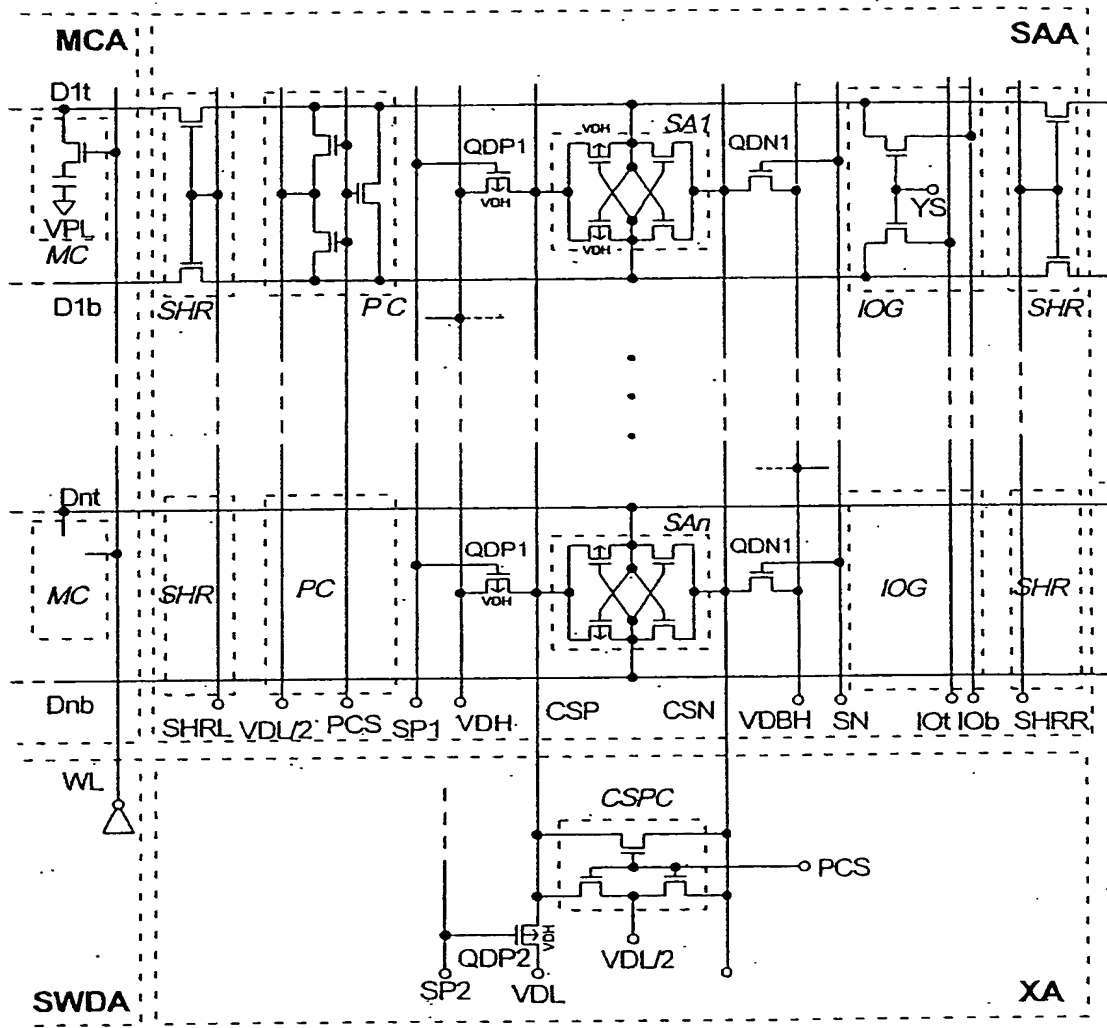 MCA SAA
D1t
SA1
QDP1 VDH QDN1
VDH
VPL VDH YS
MC
D1b SHR PC IOG SHR
Dnt
SAn
QDP1 QDN1
MC SHR PC VDH IOG SHR
Dnb SHRL VDL/2 PCS SP1 VDH CSP CSN VDBH SN IOt IOb SHRR
WL
CSPC
PCS
VDH
QDP2 VDL/2
SP2 VDL
SWDA XA